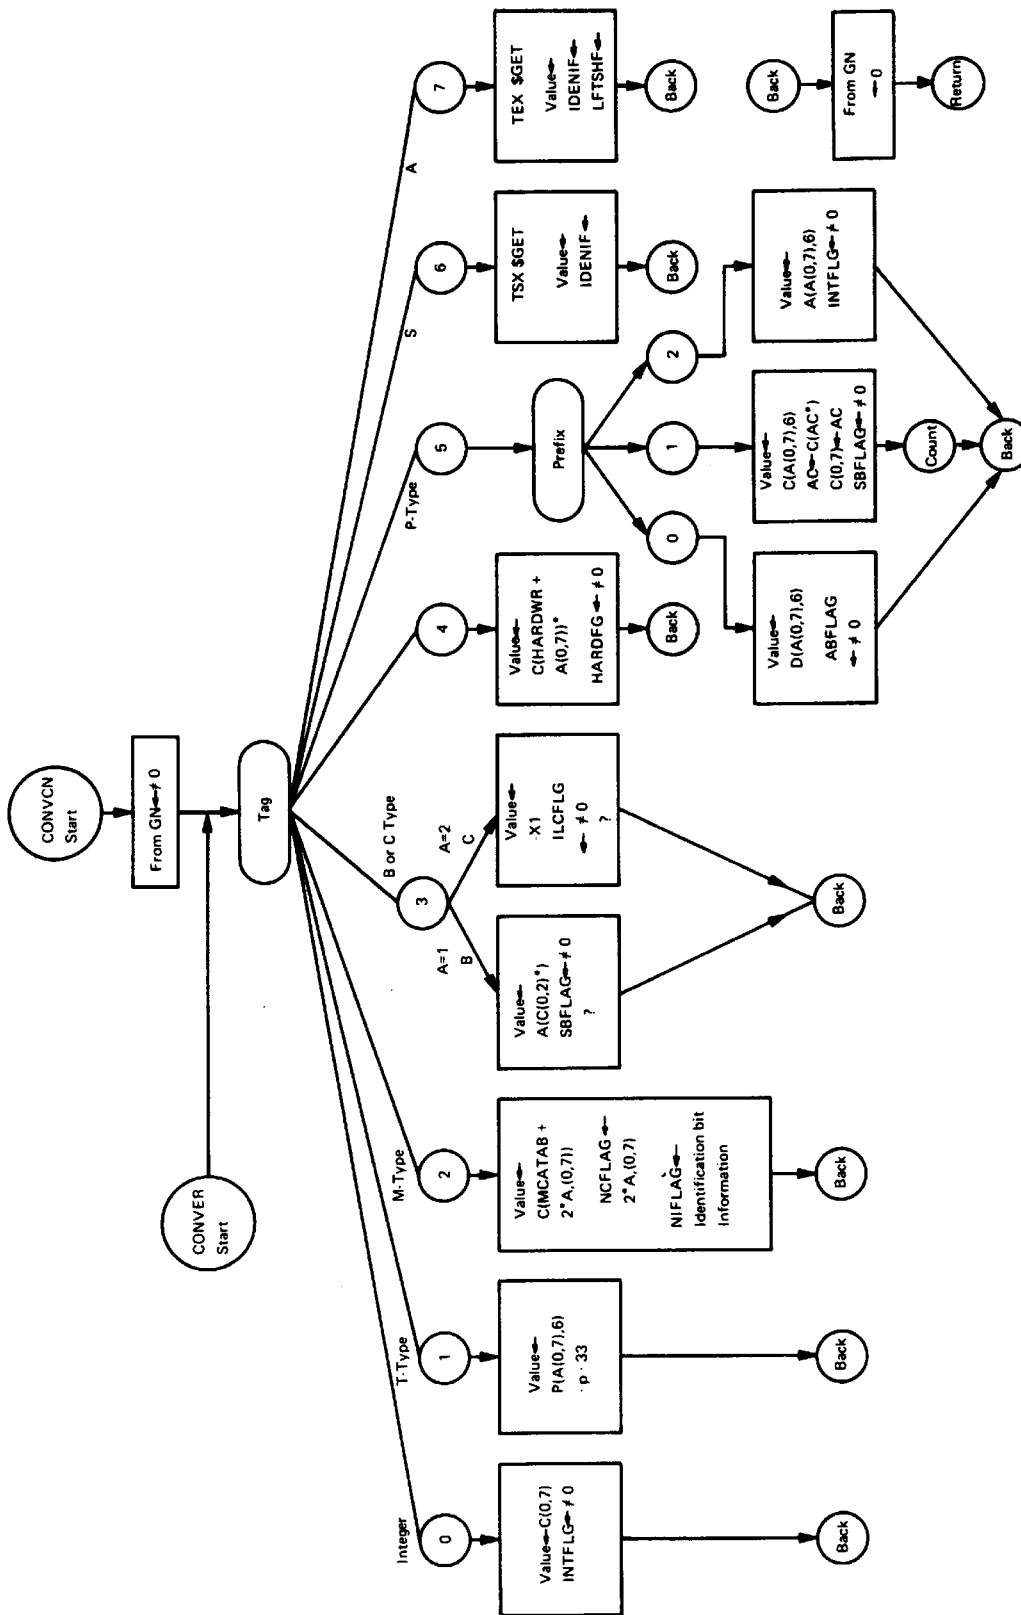 CONVCN
Start
From GN←≠0
CONVER
Start
Tag
Integer
0
Value←C(0,7)
INTFLG←≠0
Back
T-Type
1
Value←
P(A(0,7),6)
·p·33
Back
M-Type
2
Value←
C(MCATAB +
2*A,(0,7))
NCFLAG←
2*A,(0,7)
NIFLAG←
Identification bit
Information
Back
B or C Type
3
A=1
B
A=2
C
Value←
A(C(0,2)*)
SBFLAG←≠0
?
Value←
·X1
ILCFLG
←≠0
?
Back
4
Value←
C(HARDWR +
A(0,7))*
HARDFG←≠0
Back
P-Type
5
Prefix
0
1
2
Value←
D(A(0,7),6)
ABFLAG
←≠0
Value←
C(A(0,7),6)
AC←C(AC*)
C(0,7)←AC
SBFLAG←≠0
Count
Value←
A(A(0,7),6)
INTFLG←≠0
Back
S
6
TSX $GET
Value←
IDENIF←
Back
A
7
TEX $GET
Value←
IDENIF←
LFTSHF←
Back
Back
From GN
←0
Return